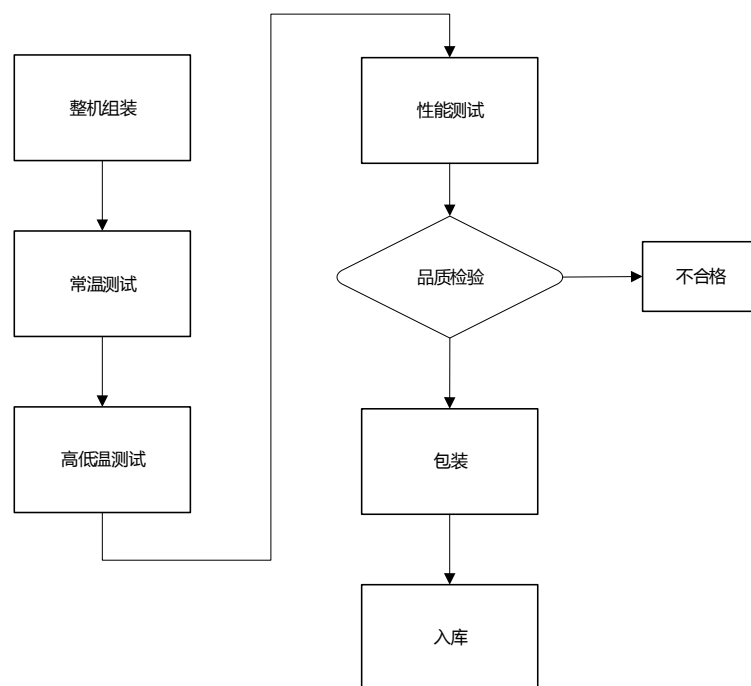 整机组装
常温测试
高低温测试
性能测试
品质检验
不合格
包装
入库